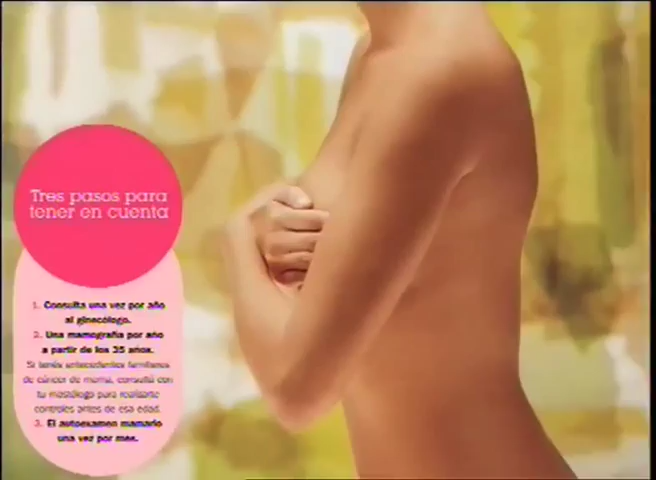 Tres pasos para
tener en cuenta
1. Consulta una vez por año
al ginecólogo.
2. Una mamografía por año
a partir de los 35 años.
Si tenés antecedentes familiares
de cáncer de mama, consultá con
tu mastólogo para realizarte
controles antes de esa edad.
3. El autoexamen mamario
una vez por mes.